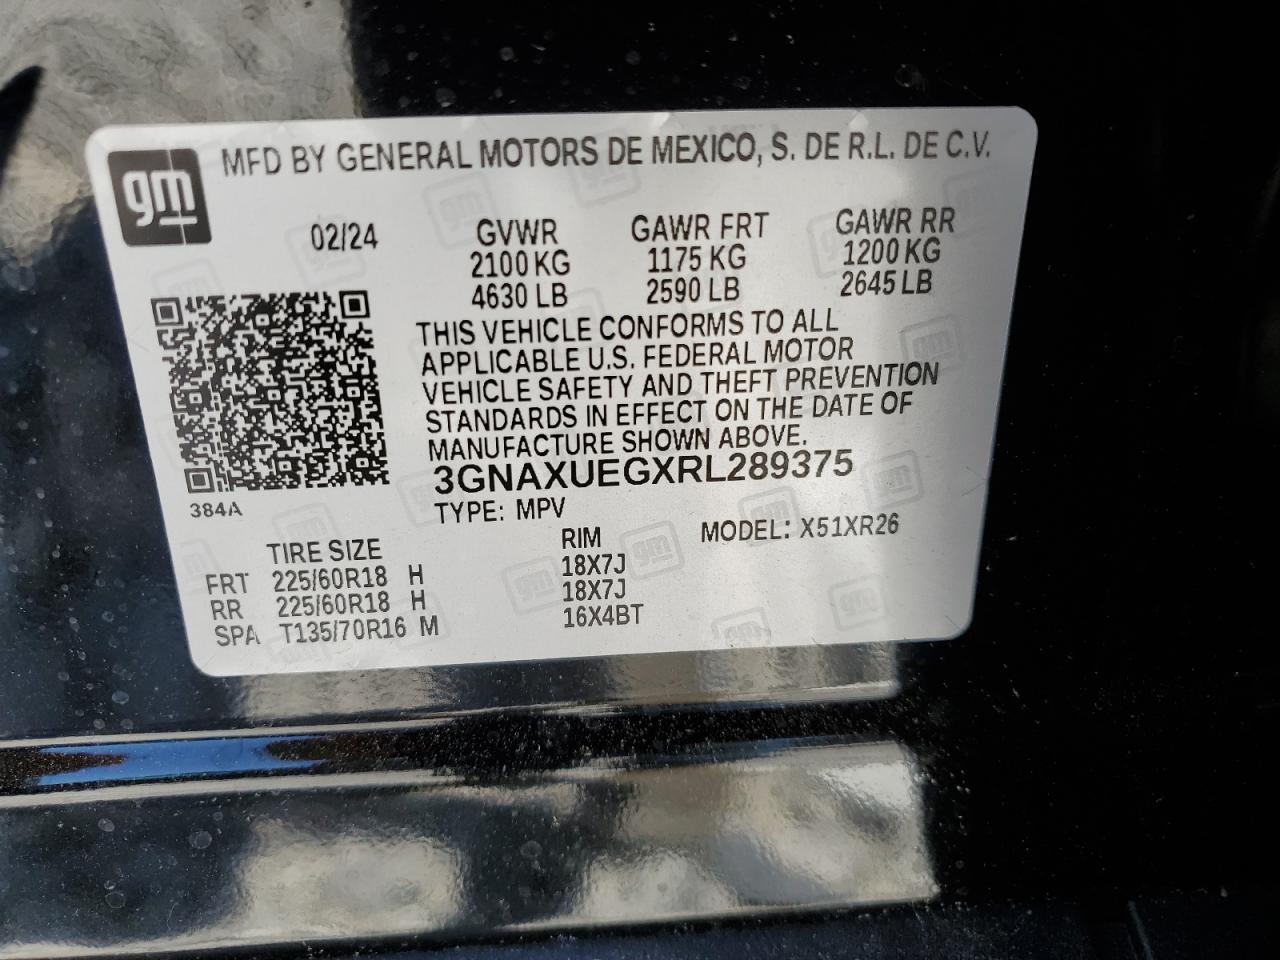 gm
MFD BY GENERAL MOTORS DE MEXICO, S. DE R.L. DE C.V.
02/24 GVWR GAWR FRT GAWR RR
2100 KG 1175 KG 1200 KG
4630 LB 2590 LB 2645 LB
THIS VEHICLE CONFORMS TO ALL
APPLICABLE U.S. FEDERAL MOTOR
VEHICLE SAFETY AND THEFT PREVENTION
STANDARDS IN EFFECT ON THE DATE OF
MANUFACTURE SHOWN ABOVE.
3GNAXUEGXRL289375
384A
TYPE: MPV MODEL: X51XR26
TIRE SIZE RIM
FRT 225/60R18 H 18X7J
RR 225/60R18 H 18X7J
SPA T135/70R16 M 16X4BT